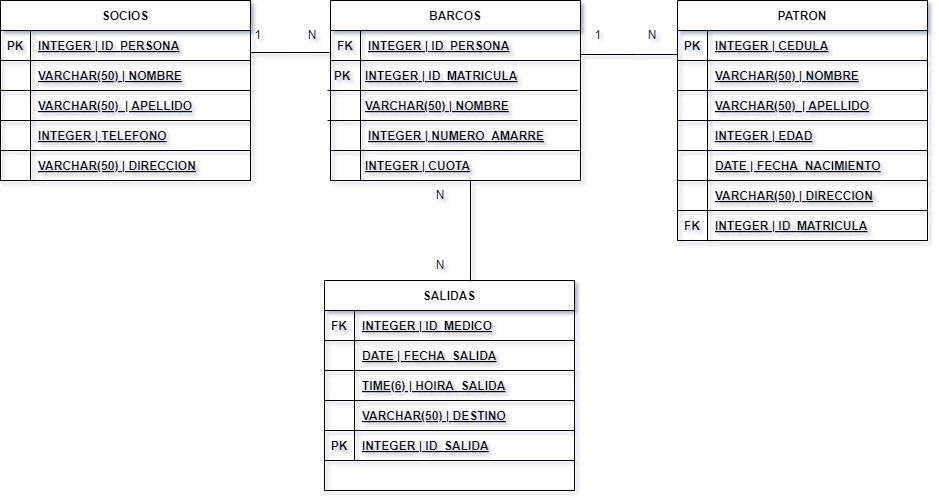 SOCIOS
PK INTEGER | ID_PERSONA
VARCHAR(50) | NOMBRE
VARCHAR(50) | APELLIDO
INTEGER | TELEFONO
VARCHAR(50) | DIRECCION
1 N
BARCOS
FK INTEGER | ID_PERSONA
PK INTEGER | ID_MATRICULA
VARCHAR(50) | NOMBRE
INTEGER | NUMERO_AMARRE
INTEGER | CUOTA
1 N
PATRON
PK INTEGER | CEDULA
VARCHAR(50) | NOMBRE
VARCHAR(50) | APELLIDO
INTEGER | EDAD
DATE | FECHA_NACIMIENTO
VARCHAR(50) | DIRECCION
FK INTEGER | ID_MATRICULA
N
N
SALIDAS
FK INTEGER | ID_MEDICO
DATE | FECHA_SALIDA
TIME(6) | HOIRA_SALIDA
VARCHAR(50) | DESTINO
PK INTEGER | ID_SALIDA